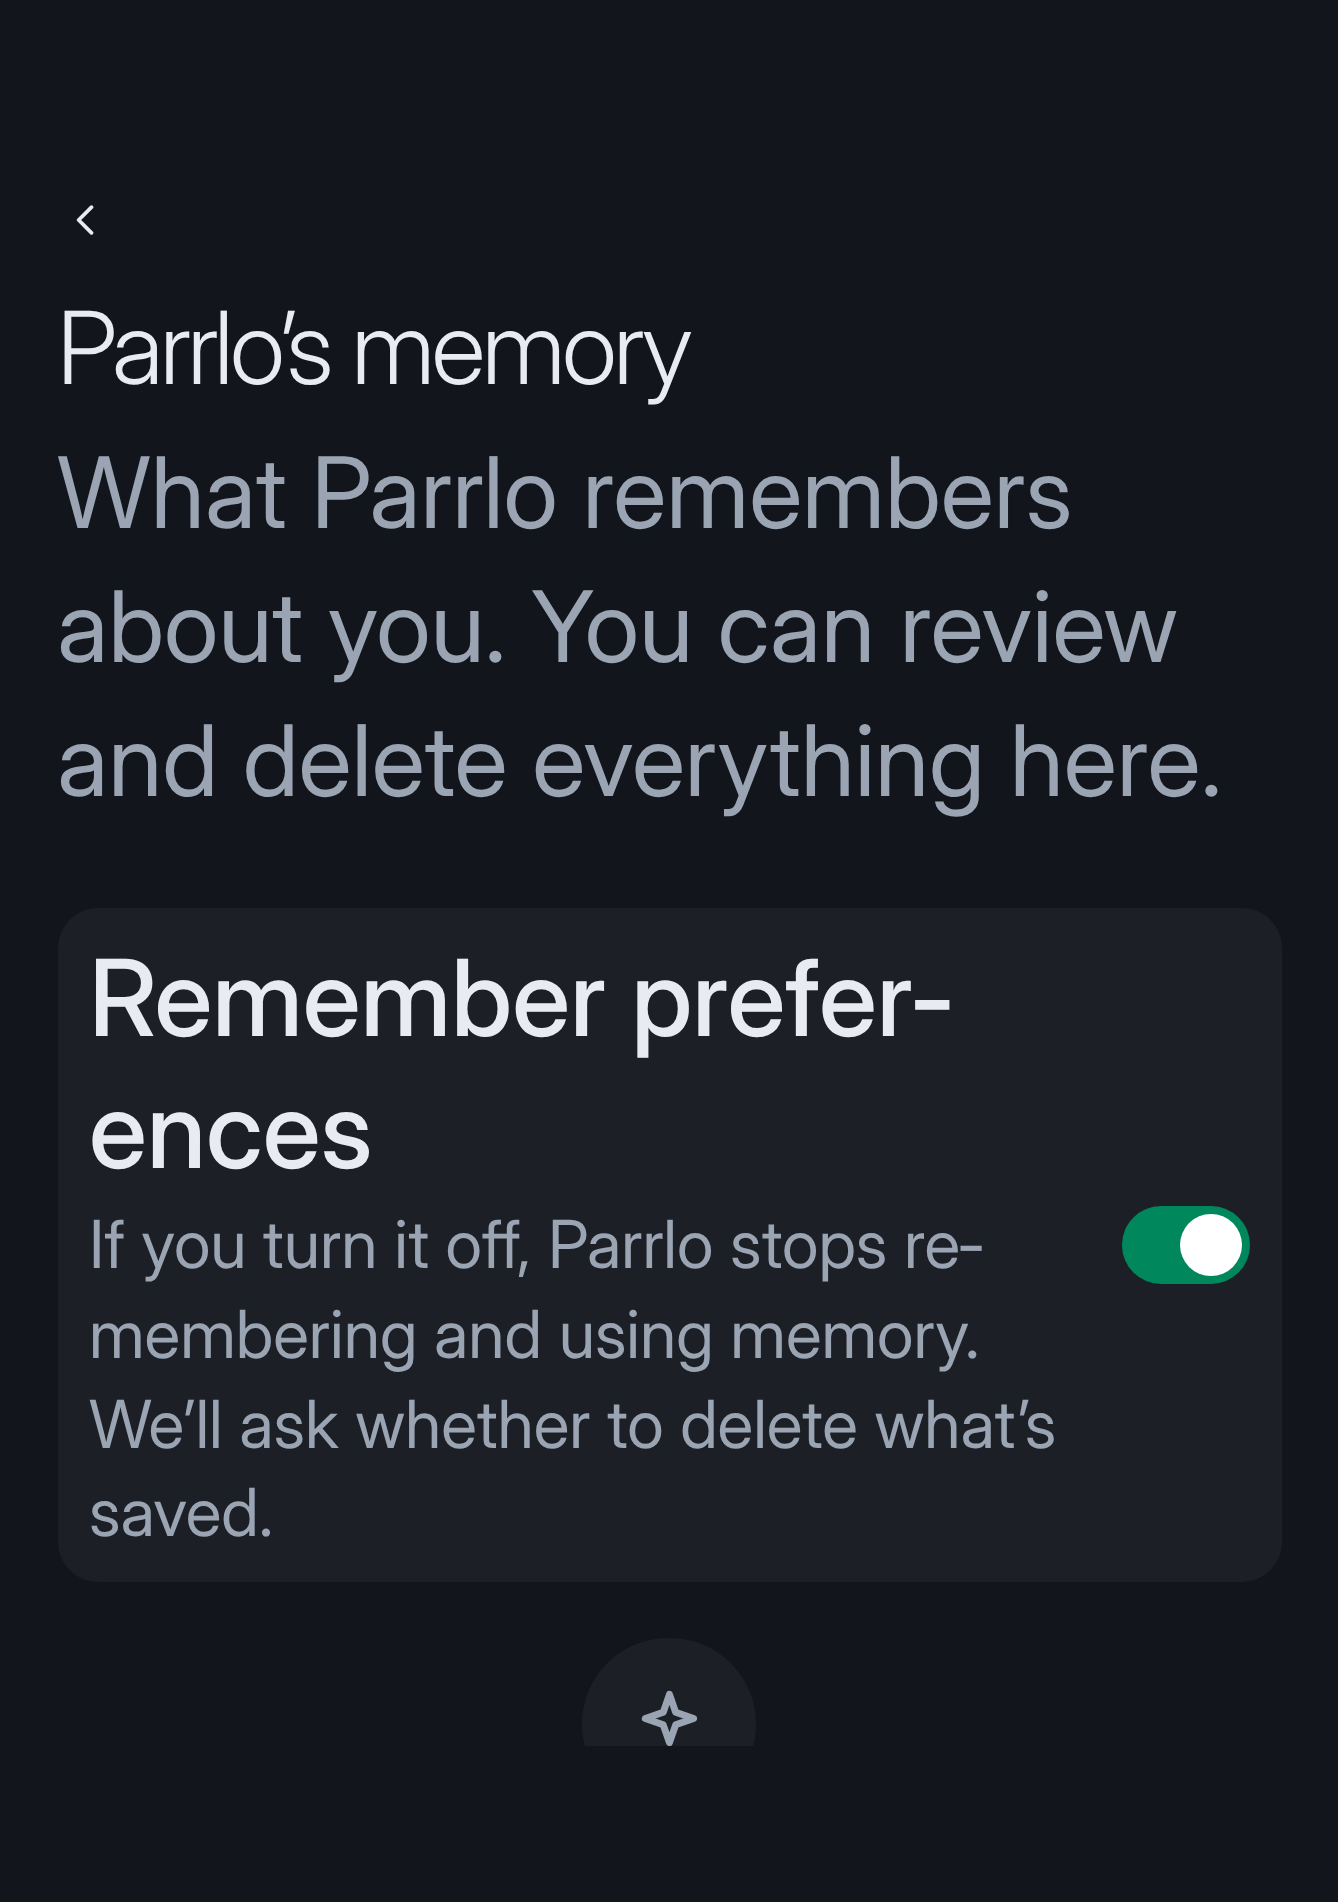 Parrlo’s memory
What Parrlo remembers
about you. You can review
and delete everything here.
Remember prefer-
ences
If you turn it off, Parrlo stops re-
membering and using memory.
We’ll ask whether to delete what’s
saved.